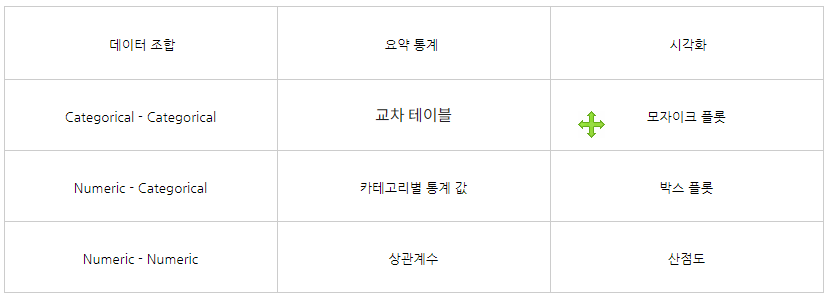 데이터 조합 요약 통계 시각화
Categorical - Categorical 교차 테이블 모자이크 플롯
Numeric - Categorical 카테고리별 통계 값 박스 플롯
Numeric - Numeric 상관계수 산점도